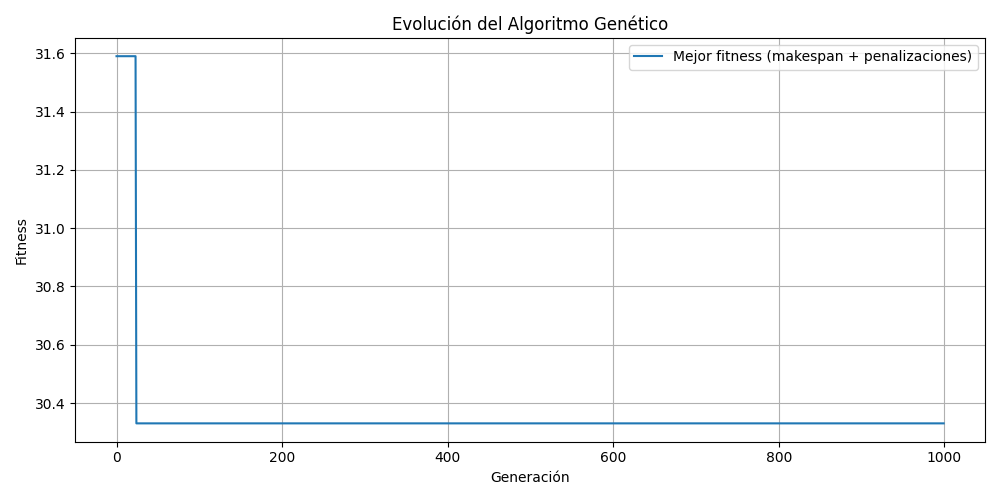 Evolución del Algoritmo Genético
Mejor fitness (makespan + penalizaciones)
Fitness
31.6
31.4
31.2
31.0
30.8
30.6
30.4
0 200 400 600 800 1000
Generación